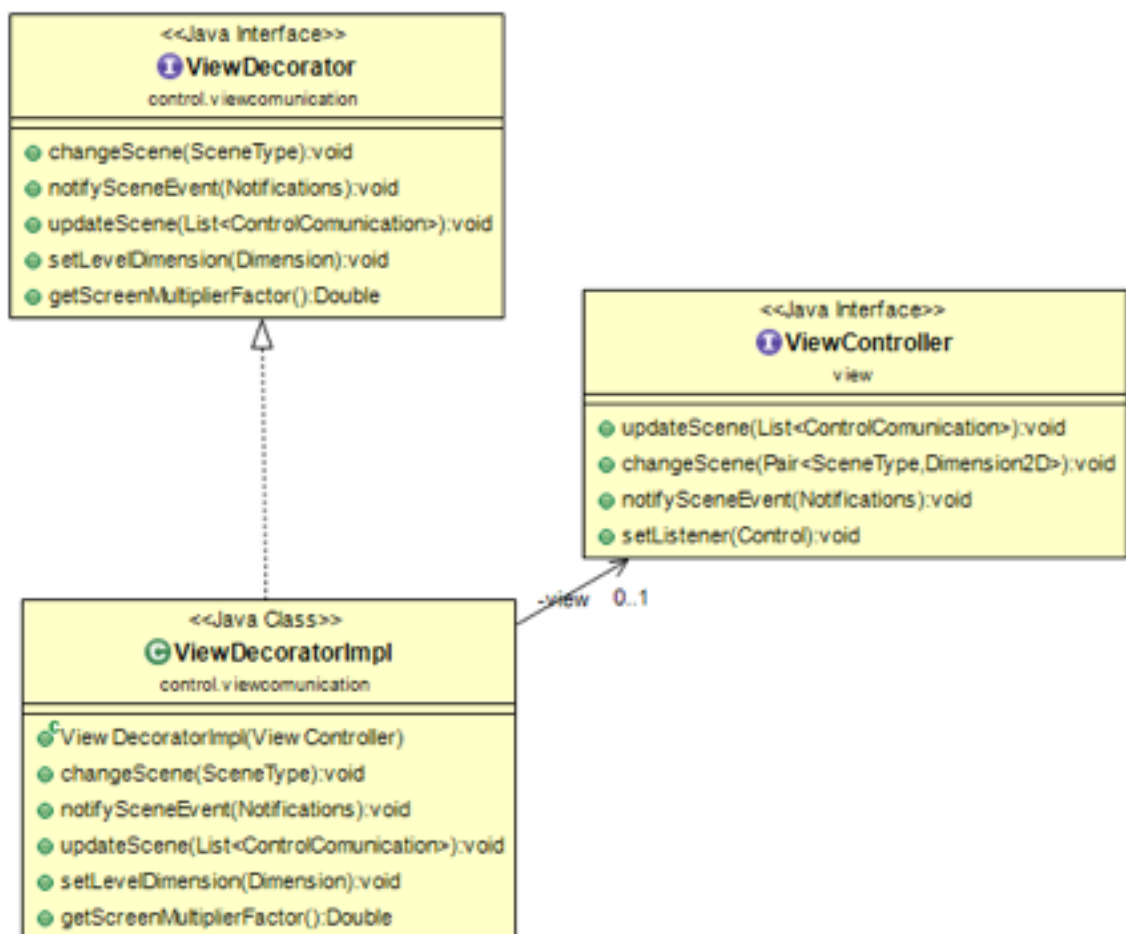 <<Java Interface>>
ViewDecorator
control.viewcomunication
changeScene(SceneType):void
notifySceneEvent(Notifications):void
updateScene(List<ControlComunication>):void
setLevelDimension(Dimension):void
getScreenMultiplierFactor():Double
<<Java Interface>>
ViewController
view
updateScene(List<ControlComunication>):void
changeScene(Pair<SceneType,Dimension2D>):void
notifySceneEvent(Notifications):void
setListener(Control):void
-view 0..1
<<Java Class>>
ViewDecoratorImpl
control.viewcomunication
ViewDecoratorImpl(ViewController)
changeScene(SceneType):void
notifySceneEvent(Notifications):void
updateScene(List<ControlComunication>):void
setLevelDimension(Dimension):void
getScreenMultiplierFactor():Double